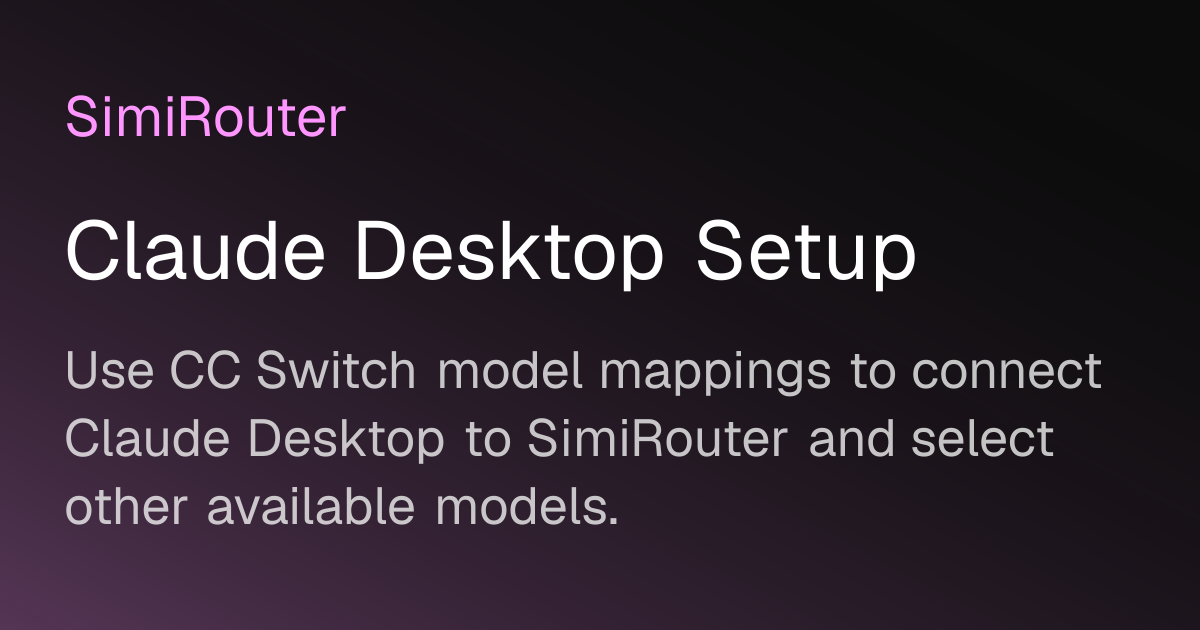 SimiRouter
Claude Desktop Setup
Use CC Switch model mappings to connect
Claude Desktop to SimiRouter and select
other available models.